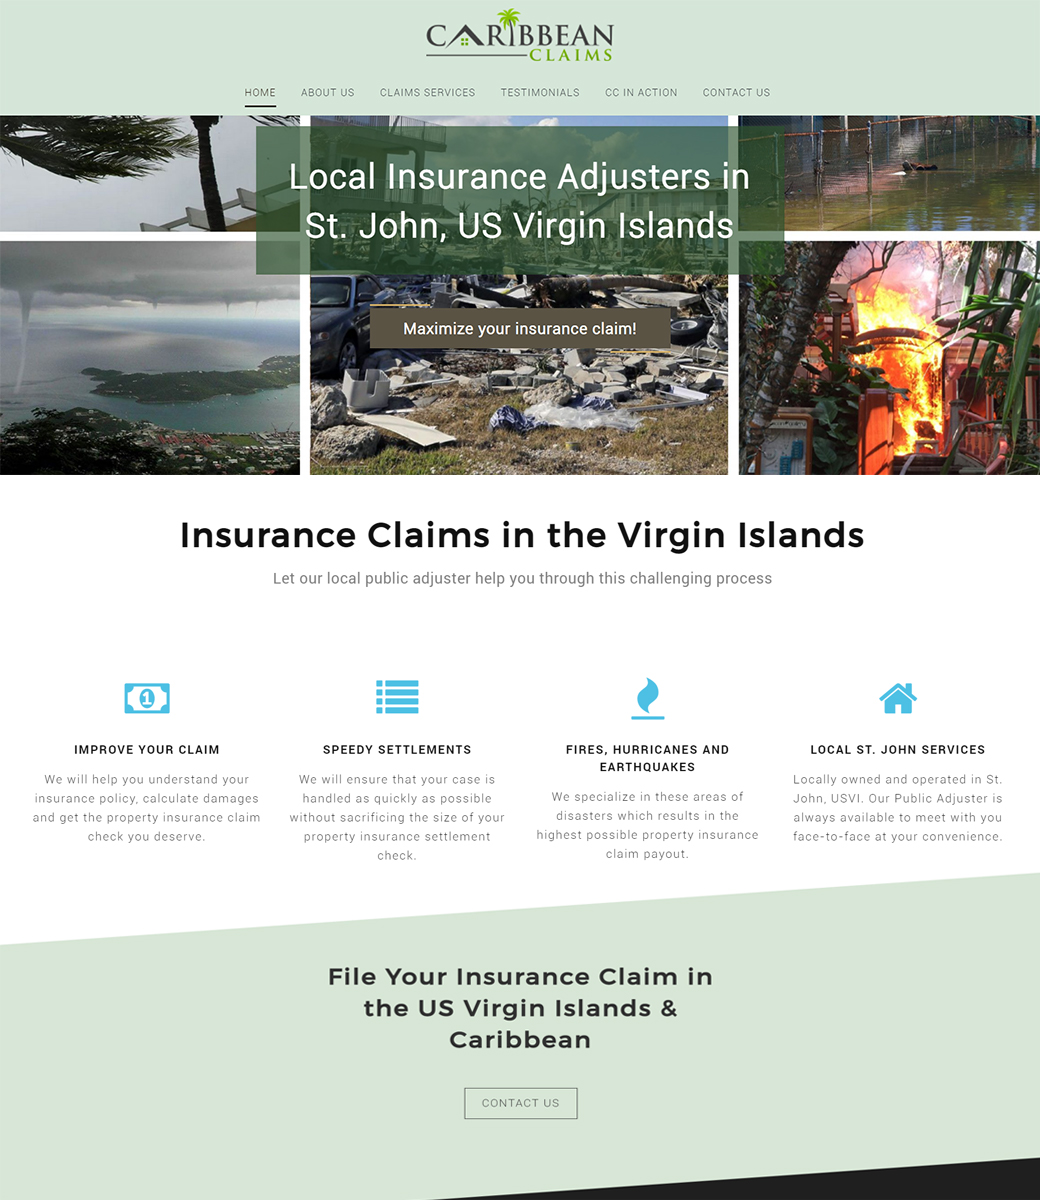 CARIBBEAN
CLAIMS
HOME ABOUT US CLAIMS SERVICES TESTIMONIALS CC IN ACTION CONTACT US
Local Insurance Adjusters in
St. John, US Virgin Islands
Maximize your insurance claim!
Insurance Claims in the Virgin Islands
Let our local public adjuster help you through this challenging process
1
IMPROVE YOUR CLAIM
We will help you understand your
insurance policy, calculate damages
and get the property insurance claim
check you deserve.
SPEEDY SETTLEMENTS
We will ensure that your case is
handled as quickly as possible
without sacrificing the size of your
property insurance settlement
check.
FIRES, HURRICANES AND
EARTHQUAKES
We specialize in these areas of
disasters which results in the
highest possible property insurance
claim payout.
LOCAL ST. JOHN SERVICES
Locally owned and operated in St.
John, USVI. Our Public Adjuster is
always available to meet with you
face-to-face at your convenience.
File Your Insurance Claim in
the US Virgin Islands &
Caribbean
CONTACT US